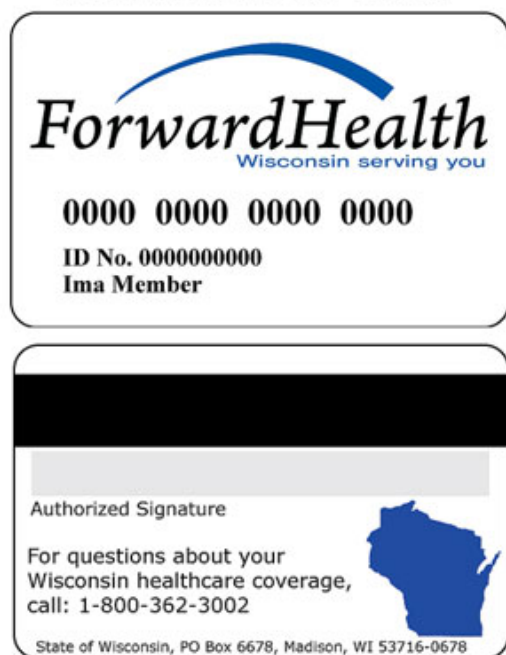 ForwardHealth
Wisconsin serving you
0000 0000 0000 0000
ID No. 0000000000
Ima Member
Authorized Signature
For questions about your
Wisconsin healthcare coverage,
call: 1-800-362-3002
State of Wisconsin, PO Box 6678, Madison, WI 53716-0678